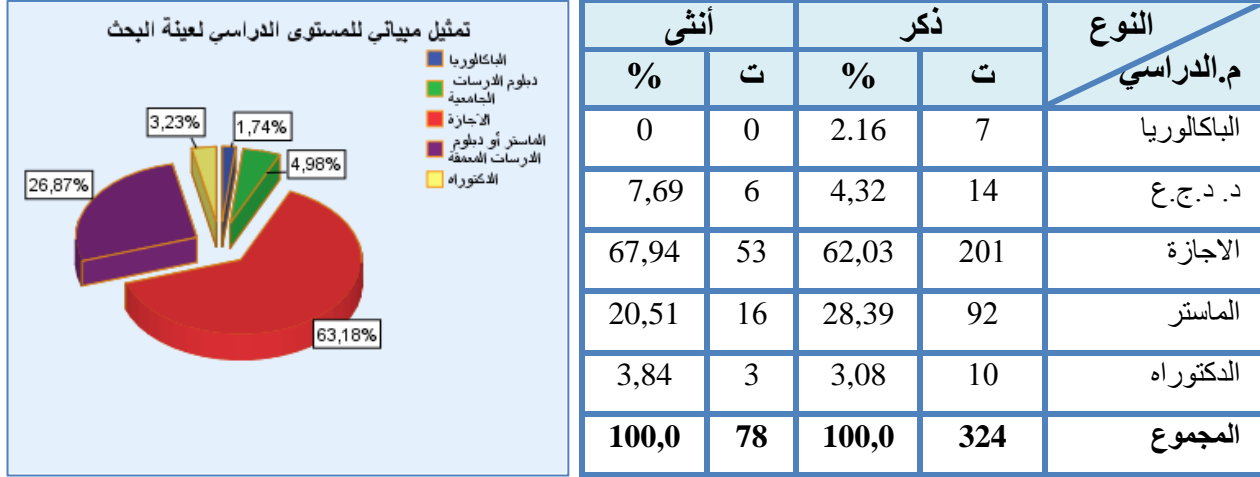 تمثيل مبياني للمستوى الدراسي لعينة البحث
الباكالوريا
دبلوم الدرسات
الجامعية
الاجازة
الماستر أو دبلوم
الدرسات المعمقة
الدكتوراه
3,23%
1,74%
4,98%
26,87%
63,18%
النوع ذكر أنثى
م.الدراسي ت % ت %
الباكالوريا 7 2.16 0 0
د. د.ج.ع 14 4,32 6 7,69
الاجازة 201 62,03 53 67,94
الماستر 92 28,39 16 20,51
الدكتوراه 10 3,08 3 3,84
المجموع 324 100,0 78 100,0